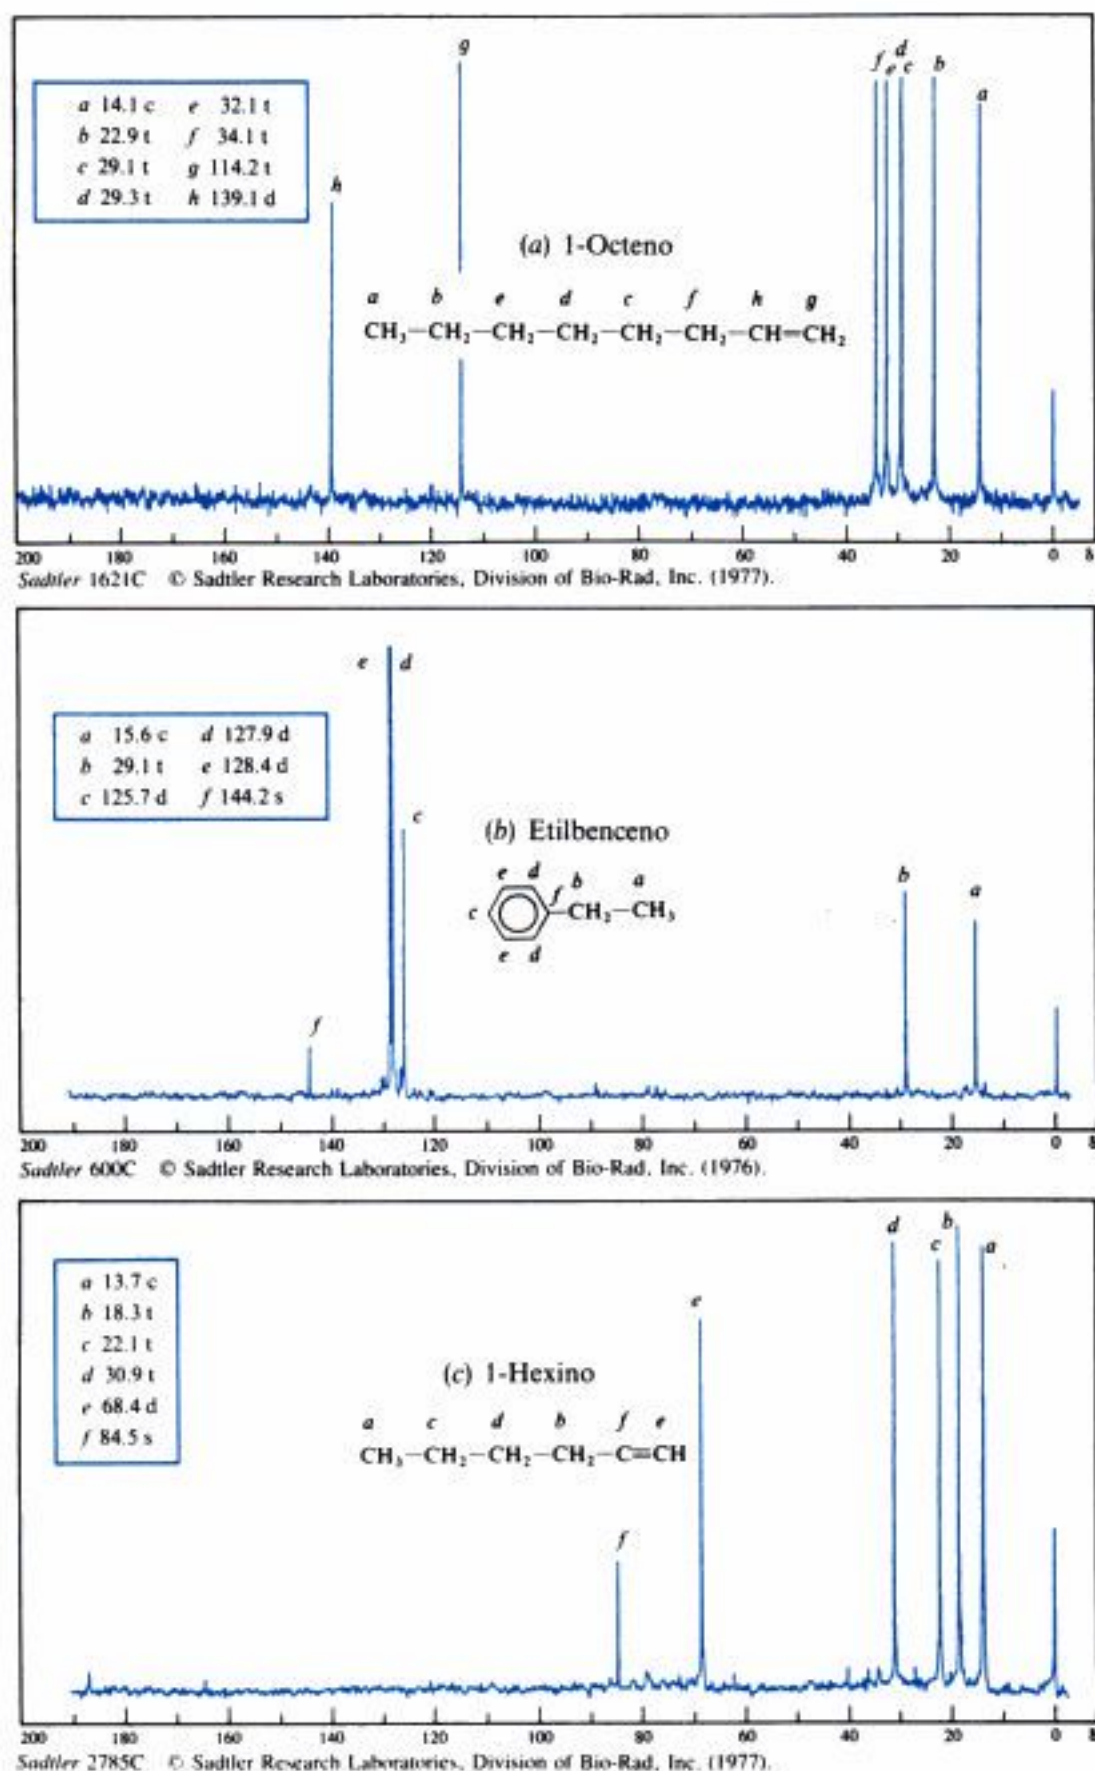 g
d
f e c b
a
a 14.1 c e 32.1 t
b 22.9 t f 34.1 t
c 29.1 t g 114.2 t
d 29.3 t h 139.1 d
h
(a) 1-Octeno
a b e d c f h g
CH₃—CH₂—CH₂—CH₂—CH₂—CH₂—CH=CH₂
200 180 160 140 120 100 80 60 40 20 0 δ
Sadtler 1621C © Sadtler Research Laboratories, Division of Bio-Rad, Inc. (1977).
e d
a 15.6 c d 127.9 d
b 29.1 t e 128.4 d
c 125.7 d f 144.2 s
c
(b) Etilbenceno
e d b a
f
c —CH₂—CH₃
e d
b a
f
200 180 160 140 120 100 80 60 40 20 0 δ
Sadtler 600C © Sadtler Research Laboratories, Division of Bio-Rad, Inc. (1976).
d c b a
a 13.7 c
b 18.3 t
c 22.1 t
d 30.9 t
e 68.4 d
f 84.5 s
e
(c) 1-Hexino
a c d b f e
CH₃—CH₂—CH₂—CH₂—C≡CH
f
200 180 160 140 120 100 80 60 40 20 0 δ
Sadtler 2785C © Sadtler Research Laboratories, Division of Bio-Rad, Inc. (1977).